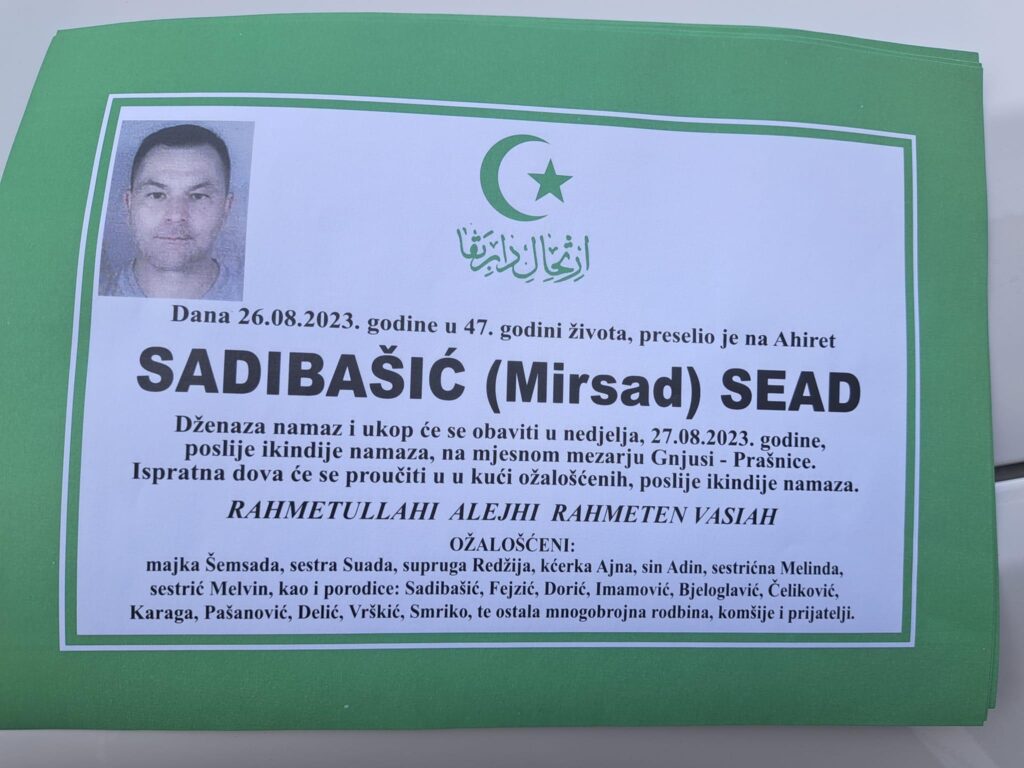 ارتحال دار بقا
Dana 26.08.2023. godine u 47. godini života, preselio je na Ahiret
SADIBAŠIĆ (Mirsad) SEAD
Dženaza namaz i ukop će se obaviti u nedjelja, 27.08.2023. godine,
poslije ikindije namaza, na mjesnom mezarju Gnjusi - Prašnice.
Ispratna dova će se proučiti u u kući ožalošćenih, poslije ikindije namaza.
RAHMETULLAHI ALEJHI RAHMETEN VASIAH
OŽALOŠĆENI:
majka Šemsada, sestra Suada, supruga Redžija, kćerka Ajna, sin Adin, sestrična Melinda,
sestrić Melvin, kao i porodice: Sadibašić, Fejzić, Dorić, Imamović, Bjeloglavić, Čeliković,
Karaga, Pašanović, Delić, Vrškić, Smriko, te ostala mnogobrojna rodbina, komšije i prijatelji.